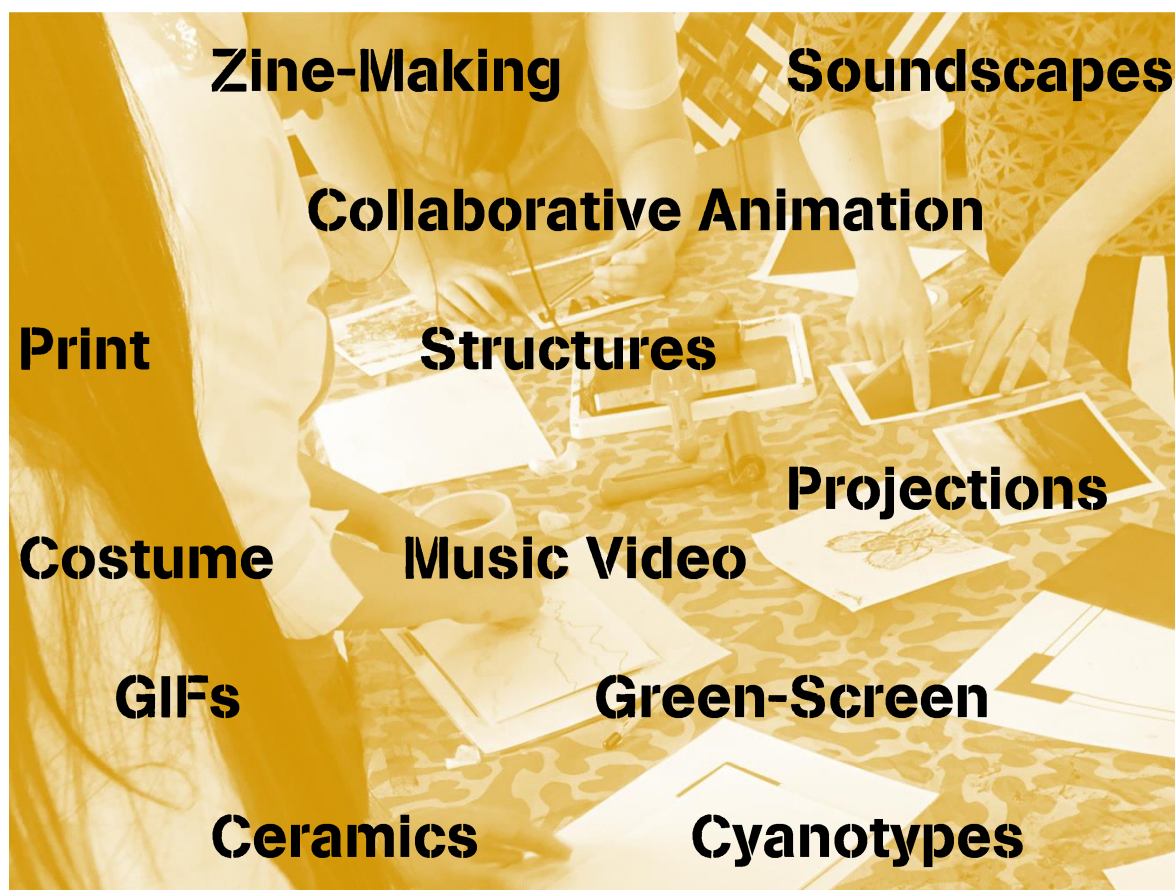 Zine-Making Soundscapes
Collaborative Animation
Print Structures
Projections
Costume Music Video
GIFs Green-Screen
Ceramics Cyanotypes